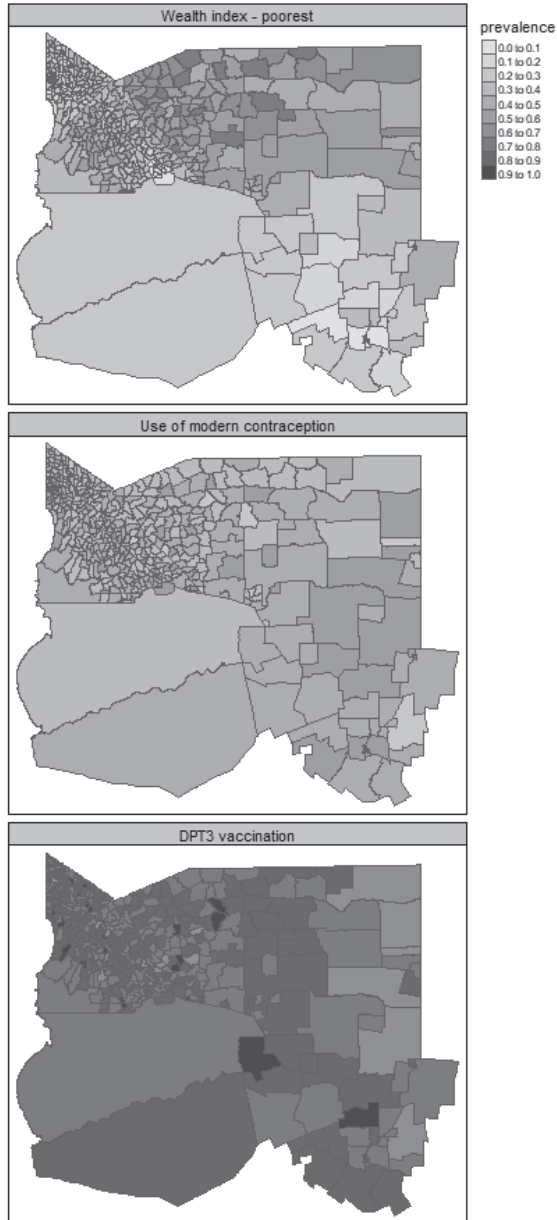 Wealth index - poorest
prevalence
0.0 to 0.1
0.1 to 0.2
0.2 to 0.3
0.3 to 0.4
0.4 to 0.5
0.5 to 0.6
0.6 to 0.7
0.7 to 0.8
0.8 to 0.9
0.9 to 1.0
Use of modern contraception
DPT3 vaccination